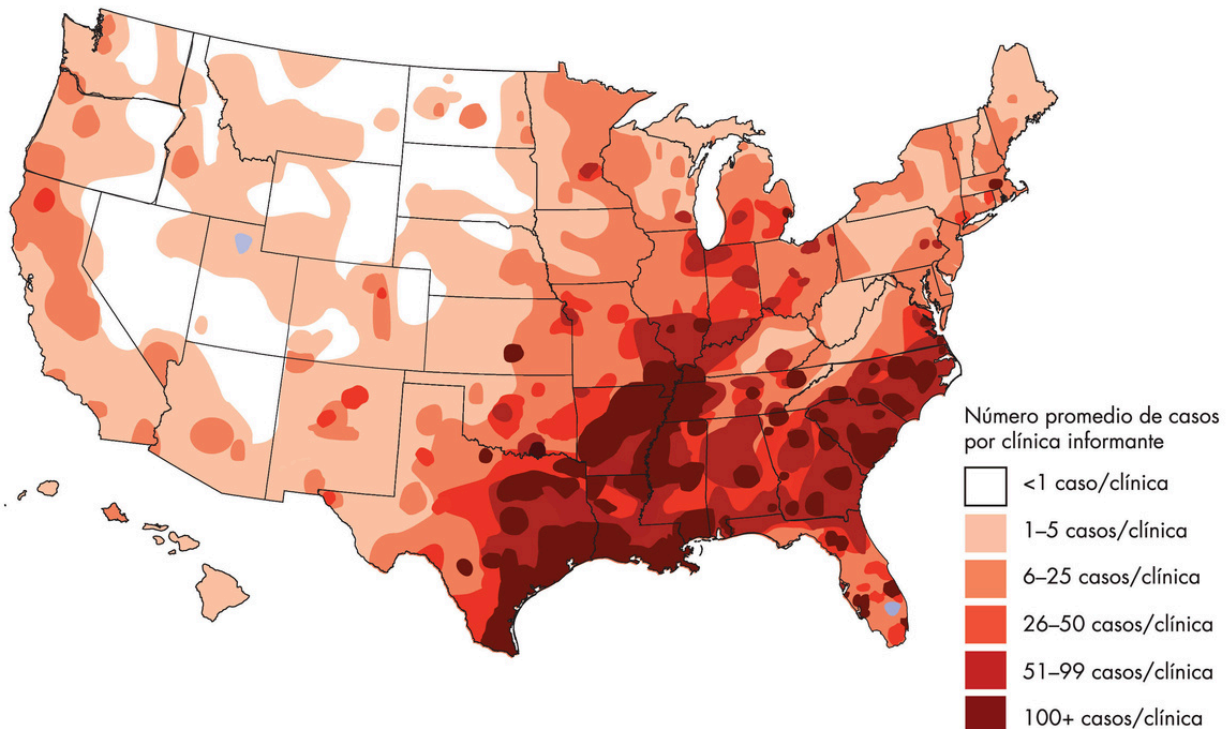 Número promedio de casos
por clínica informante
<1 caso/clínica
1–5 casos/clínica
6–25 casos/clínica
26–50 casos/clínica
51–99 casos/clínica
100+ casos/clínica